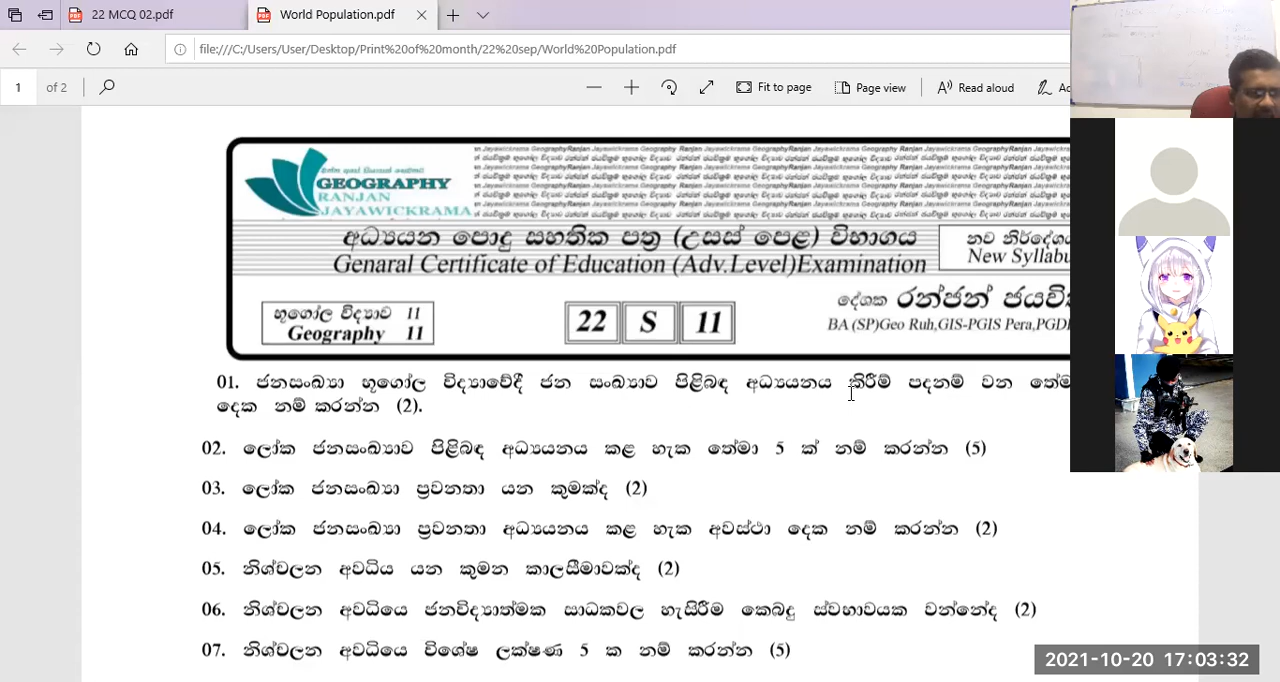 22 MCQ 02.pdf
World Population.pdf
file:///C:/Users/User/Desktop/Print%20of%20month/22%20sep/World%20Population.pdf
1 of 2
Fit to page
Page view
Read aloud
GEOGRAPHY
RANJAN
JAYAWICKRAMA
අධ්‍යයන පොදු සහතික පත්‍ර (උසස් පෙළ) විභාගය
Genaral Certificate of Education (Adv.Level)Examination
නව නිර්දේශය
New Syllabu
භූගෝල විද්‍යාව 11
Geography 11
22 S 11
දේශක රන්ජන් ජයවි
BA (SP)Geo Ruh,GIS-PGIS Pera,PGD
01. ජනසංඛ්‍යා භූගෝල විද්‍යාවේදී ජන සංඛ්‍යාව පිළිබඳ අධ්‍යයනය කිරීම් පදනම් වන තේමා
දෙක නම් කරන්න (2).
02. ලෝක ජනසංඛ්‍යාව පිළිබඳ අධ්‍යයනය කළ හැක තේමා 5 ක් නම් කරන්න (5)
03. ලෝක ජනසංඛ්‍යා ප්‍රවනතා යන කුමක්ද (2)
04. ලෝක ජනසංඛ්‍යා ප්‍රවනතා අධ්‍යයනය කළ හැක අවස්ථා දෙක නම් කරන්න (2)
05. නිශ්චලන අවධිය යන කුමන කාලසීමාවක්ද (2)
06. නිශ්චලන අවධියෙ ජනවිද්‍යාත්මක සාධකවල හැසිරීම කෙබදු ස්වභාවයක වන්නේද (2)
07. නිශ්චලන අවධියෙ විශේෂ ලක්ෂණ 5 ක නම් කරන්න (5)
2021-10-20 17:03:32